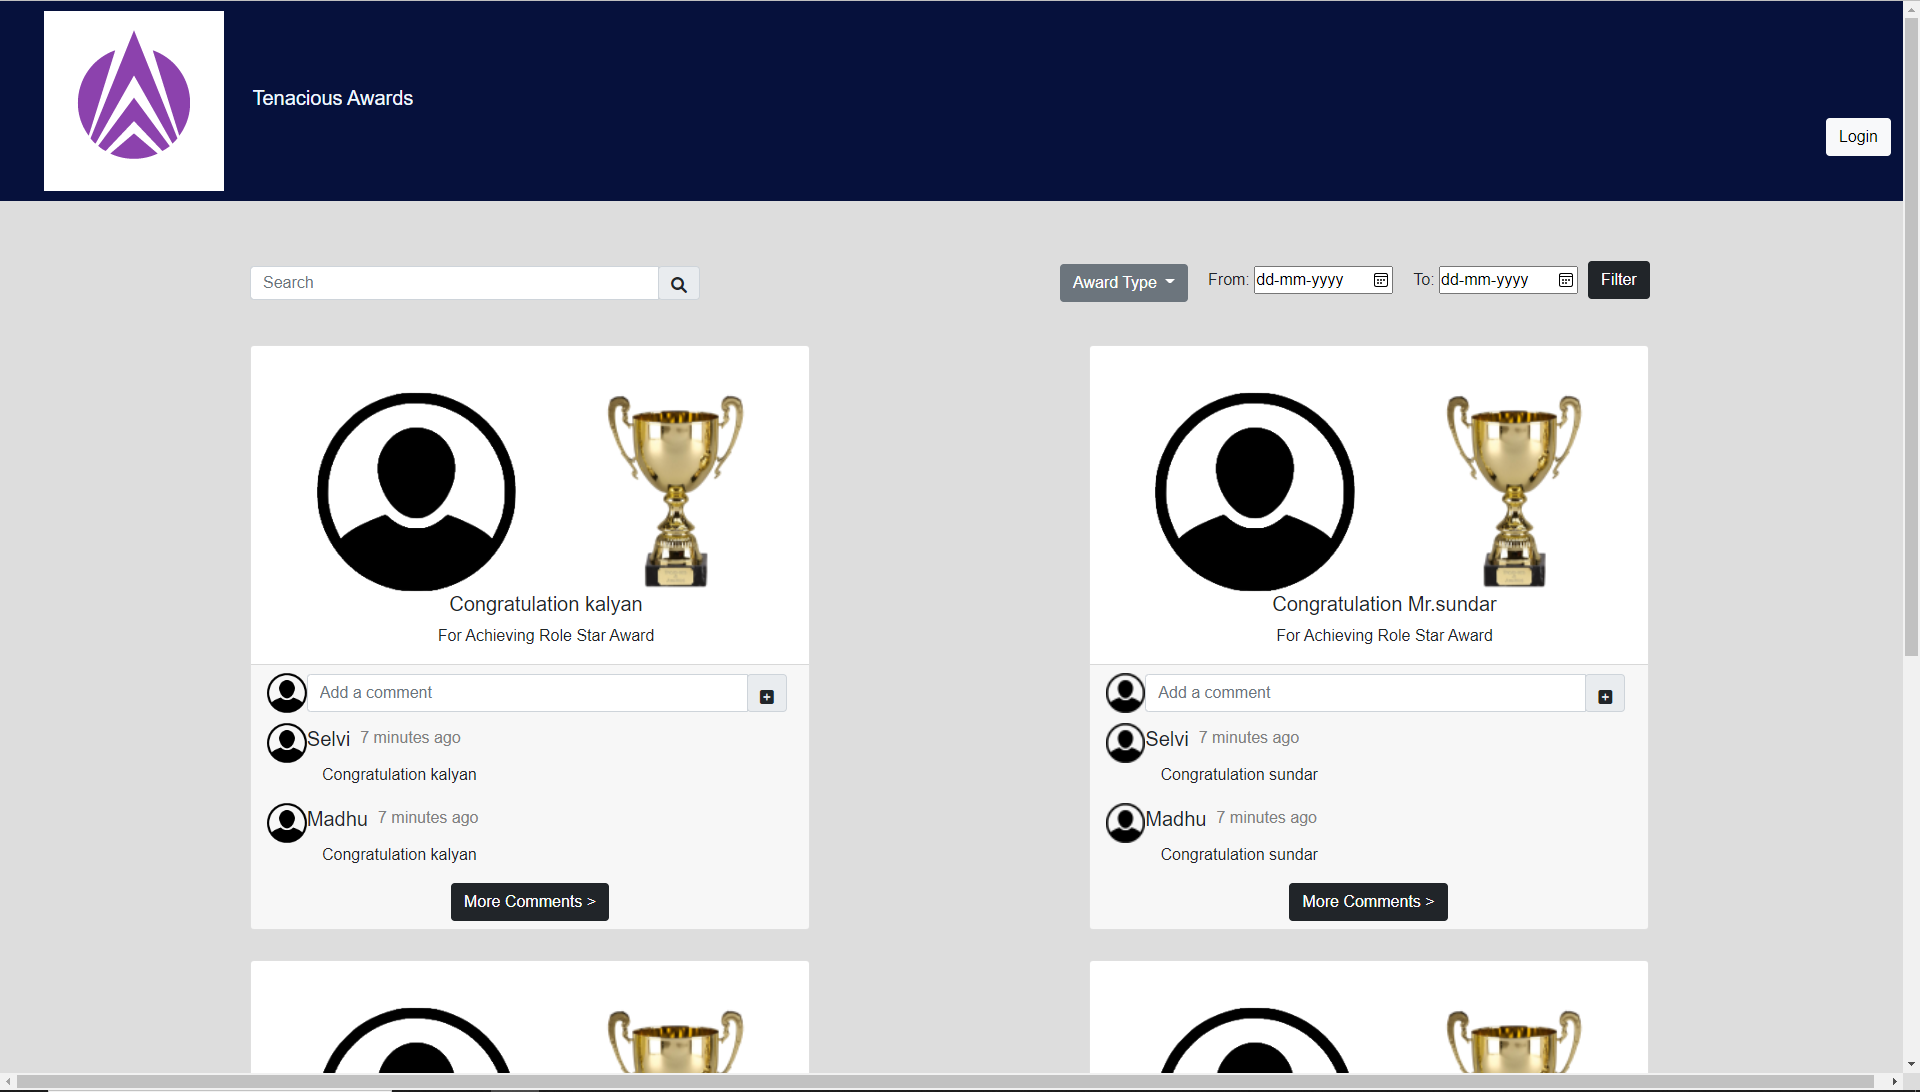 Tenacious Awards
Login
Search
Award Type
From: dd-mm-yyyy
To: dd-mm-yyyy
Filter
Congratulation kalyan
For Achieving Role Star Award
Add a comment
Selvi 7 minutes ago
Congratulation kalyan
Madhu 7 minutes ago
Congratulation kalyan
More Comments >
Congratulation Mr.sundar
For Achieving Role Star Award
Add a comment
Selvi 7 minutes ago
Congratulation sundar
Madhu 7 minutes ago
Congratulation sundar
More Comments >